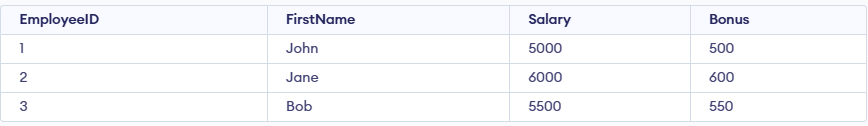 EmployeeID FirstName Salary Bonus
1 John 5000 500
2 Jane 6000 600
3 Bob 5500 550